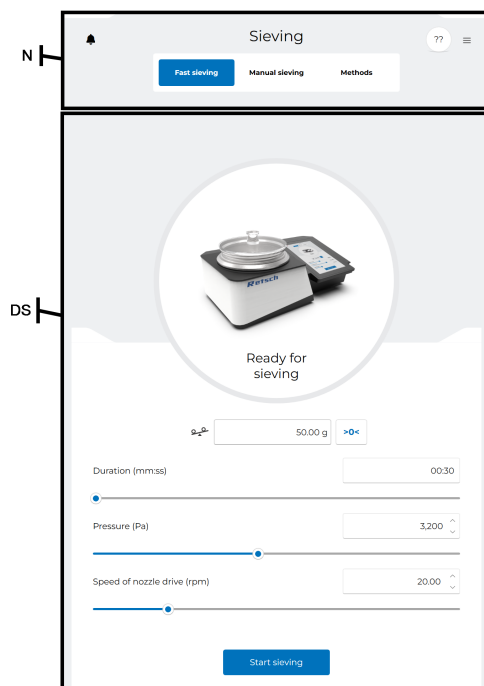 N
Sieving
??
Fast sieving
Manual sieving
Methods
DS
Retsch
Ready for
sieving
50.00 g
>0<
Duration (mm:ss)
00:30
Pressure (Pa)
3,200
Speed of nozzle drive (rpm)
20.00
Start sieving